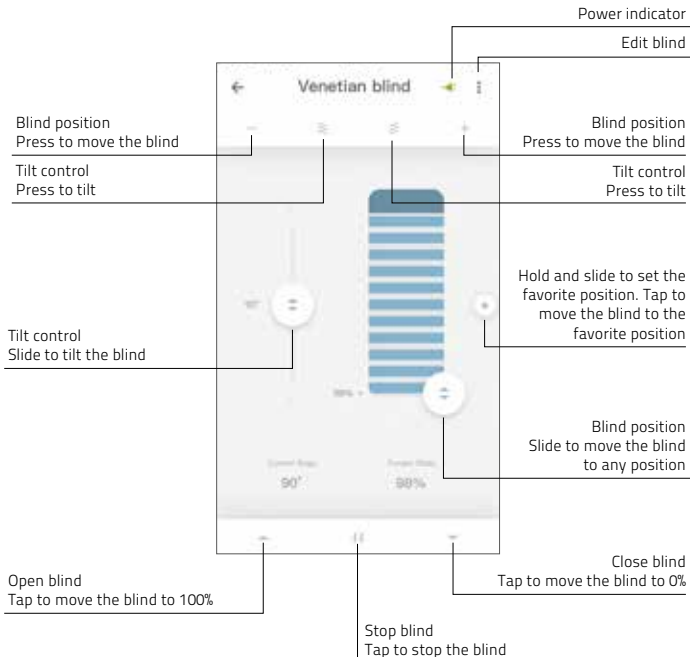 Power indicator
Edit blind
Venetian blind
Blind position
Press to move the blind
Tilt control
Press to tilt
Blind position
Press to move the blind
Tilt control
Press to tilt
Hold and slide to set the
favorite position. Tap to
move the blind to the
favorite position
Tilt control
Slide to tilt the blind
Blind position
Slide to move the blind
to any position
90°
98%
Open blind
Tap to move the blind to 100%
Close blind
Tap to move the blind to 0%
Stop blind
Tap to stop the blind